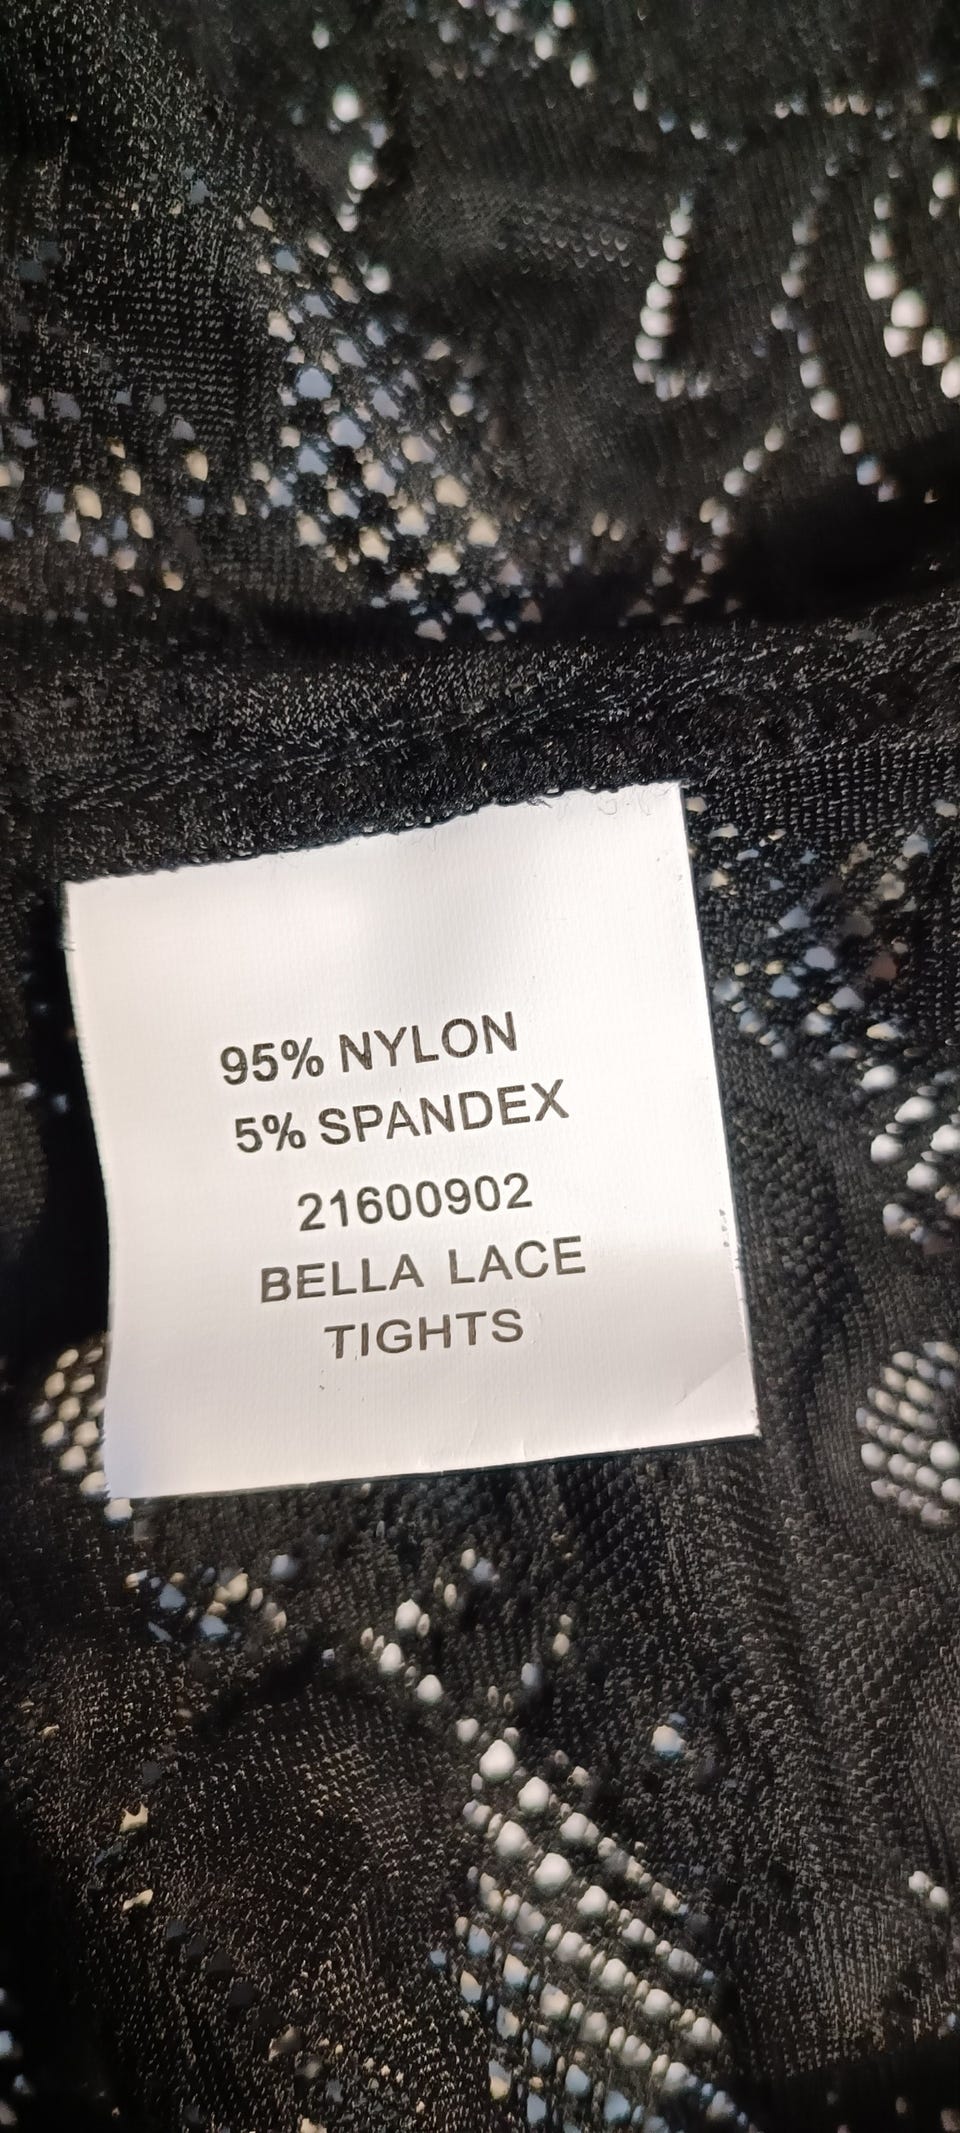 95% NYLON
5% SPANDEX
21600902
BELLA LACE
TIGHTS